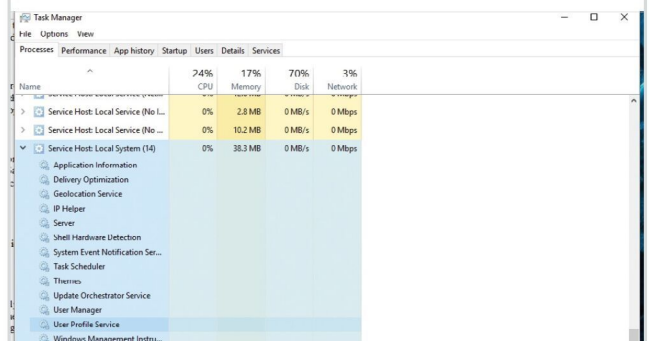 Task Manager
File Options View
Processes Performance App history Startup Users Details Services
24% 17% 70% 3%
Name CPU Memory Disk Network
Service Host: Local Service (No I... 0% 2.8 MB 0 MB/s 0 Mbps
Service Host: Local Service (No ... 0% 10.2 MB 0 MB/s 0 Mbps
Service Host: Local System (14) 0% 38.3 MB 0 MB/s 0 Mbps
Application Information
Delivery Optimization
Geolocation Service
IP Helper
Server
Shell Hardware Detection
System Event Notification Ser...
Task Scheduler
Themes
Update Orchestrator Service
User Manager
User Profile Service
Windows Management Instru...